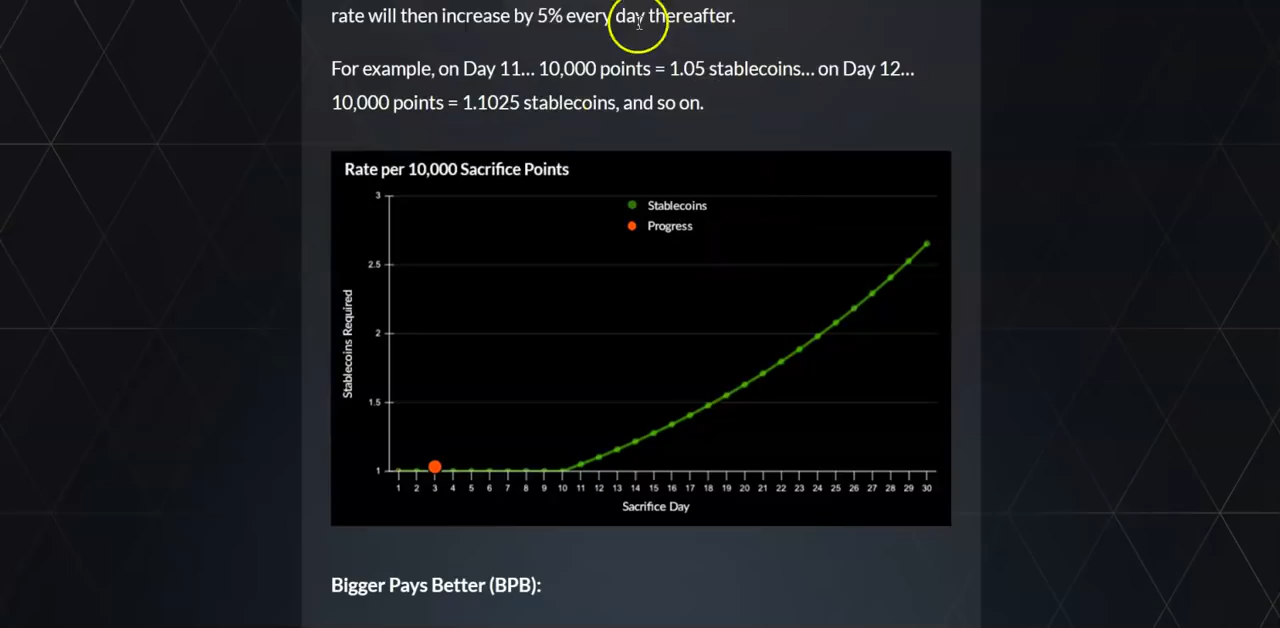 rate will then increase by 5% every day thereafter.
For example, on Day 11... 10,000 points = 1.05 stablecoins... on Day 12...
10,000 points = 1.1025 stablecoins, and so on.
Rate per 10,000 Sacrifice Points
Stablecoins
Progress
3
2.5
2
1.5
1
Stablecoins Required
1 2 3 4 5 6 7 8 9 10 11 12 13 14 15 16 17 18 19 20 21 22 23 24 25 26 27 28 29 30
Sacrifice Day
Bigger Pays Better (BPB):